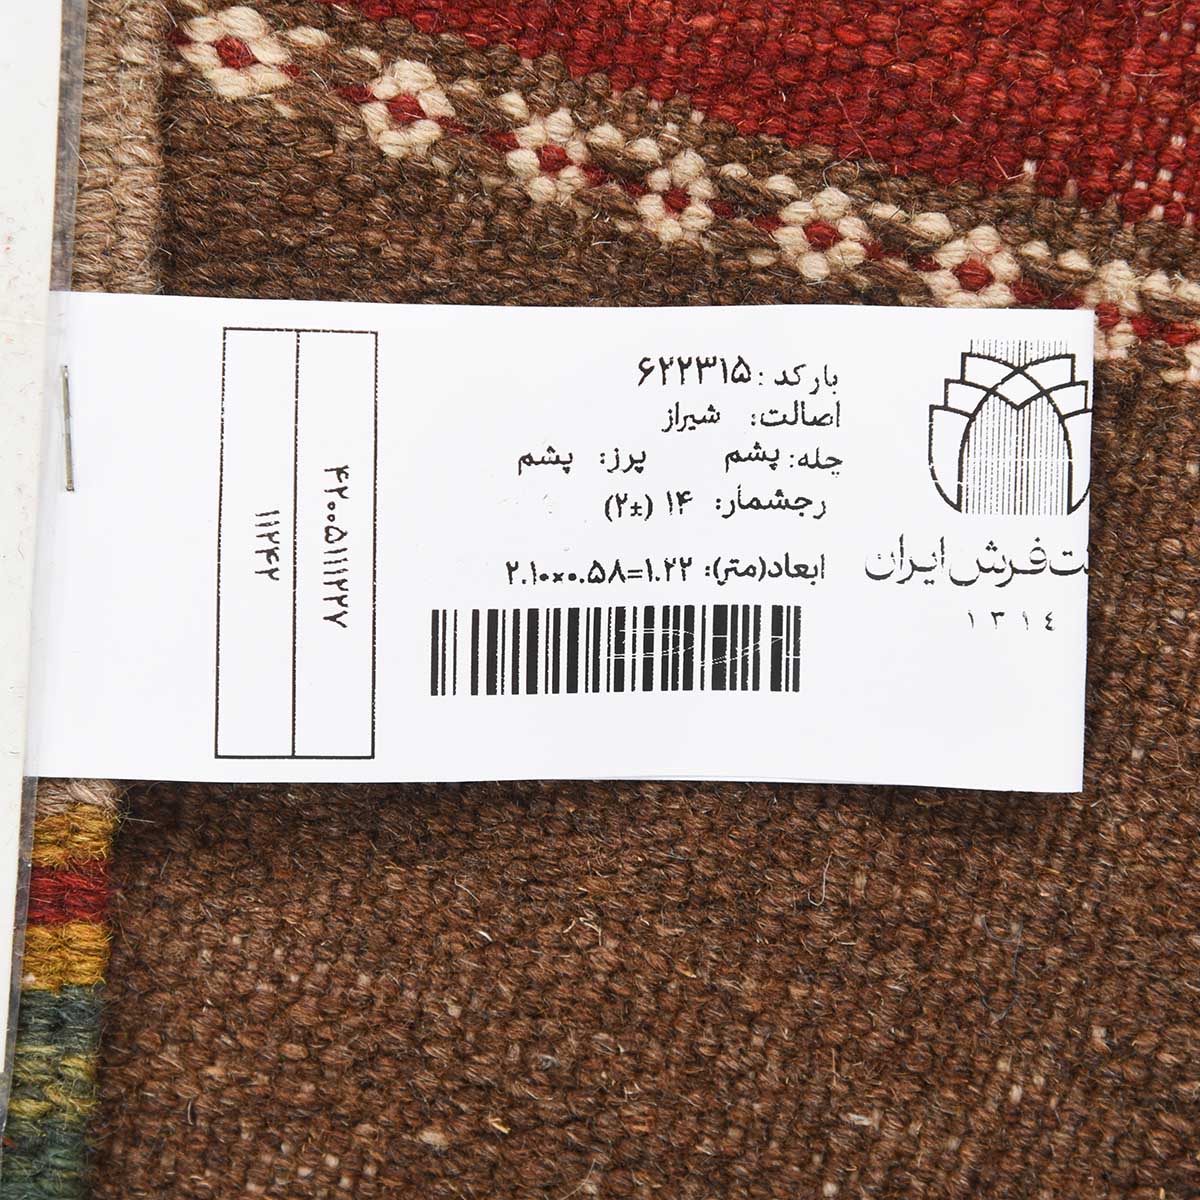 بارکد: ۶۲۲۳۱۵
اصالت: شیراز
چله: پشم پرز: پشم
رجشمار: ۱۴ (±۲)
ابعاد(متر): ۲.۱۰×۰.۵۸=۱.۲۲
فرش ایران
۱۳۱٤
۴۲۰۰۵۱۱۱۲۲۷
۱۱۲۴۲